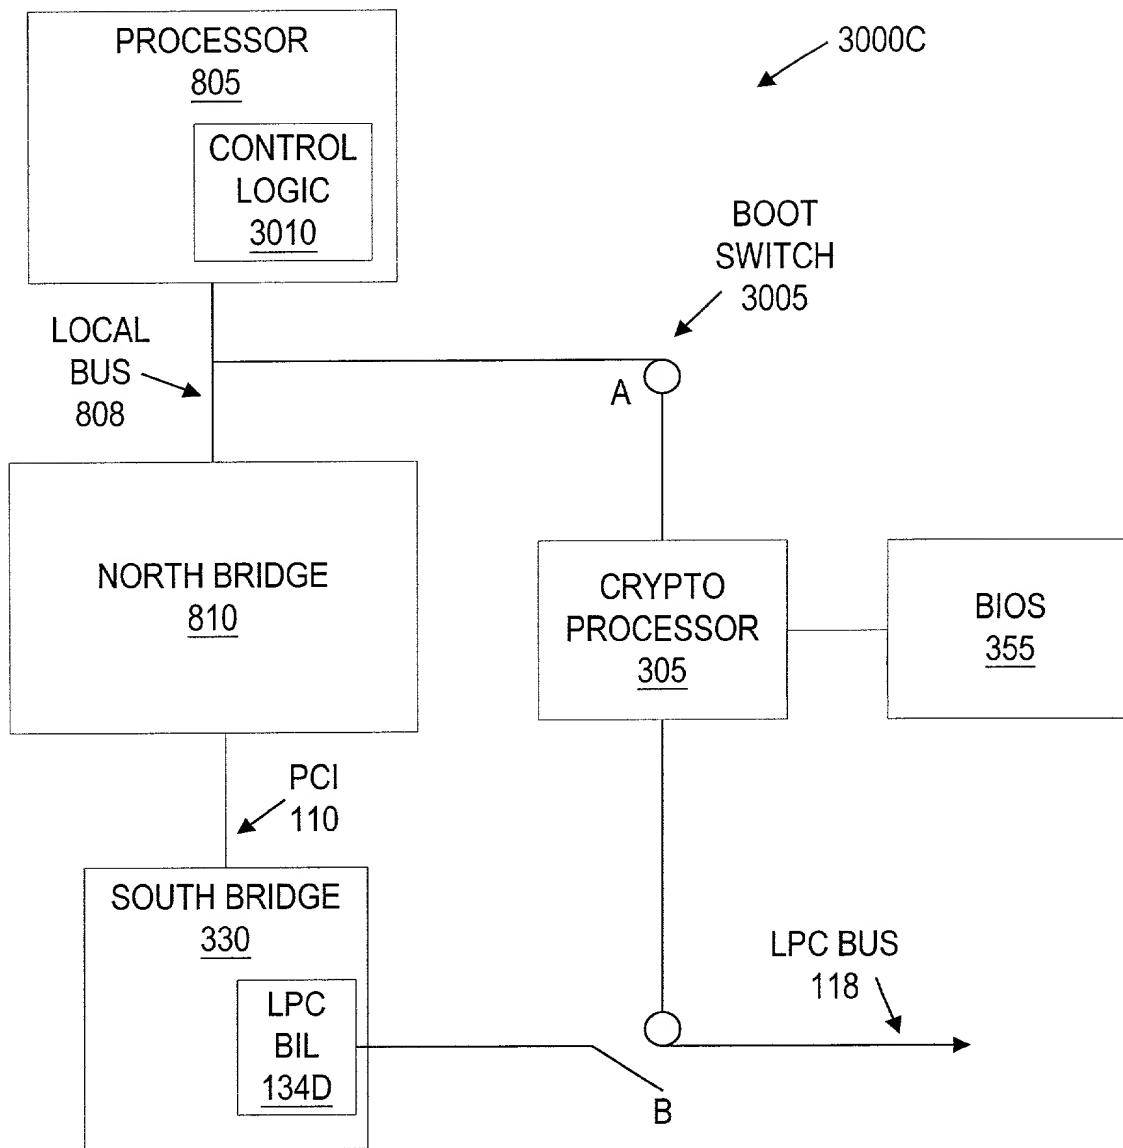 PROCESSOR
805
CONTROL
LOGIC
3010
3000C
BOOT
SWITCH
3005
LOCAL
BUS
808
A
NORTH BRIDGE
810
CRYPTO
PROCESSOR
305
BIOS
355
PCI
110
SOUTH BRIDGE
330
LPC
BIL
134D
LPC BUS
118
B